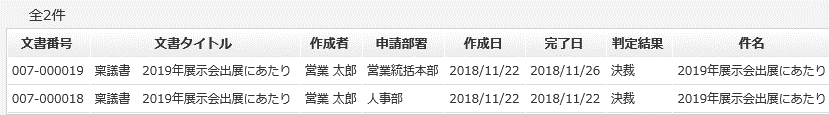 全2件
文書番号 文書タイトル 作成者 申請部署 作成日 完了日 判定結果 件名
007-000019 稟議書 2019年展示会出展にあたり 営業 太郎 営業統括本部 2018/11/22 2018/11/26 決裁 2019年展示会出展にあたり
007-000018 稟議書 2019年展示会出展にあたり 営業 太郎 人事部 2018/11/22 2018/11/22 決裁 2019年展示会出展にあたり